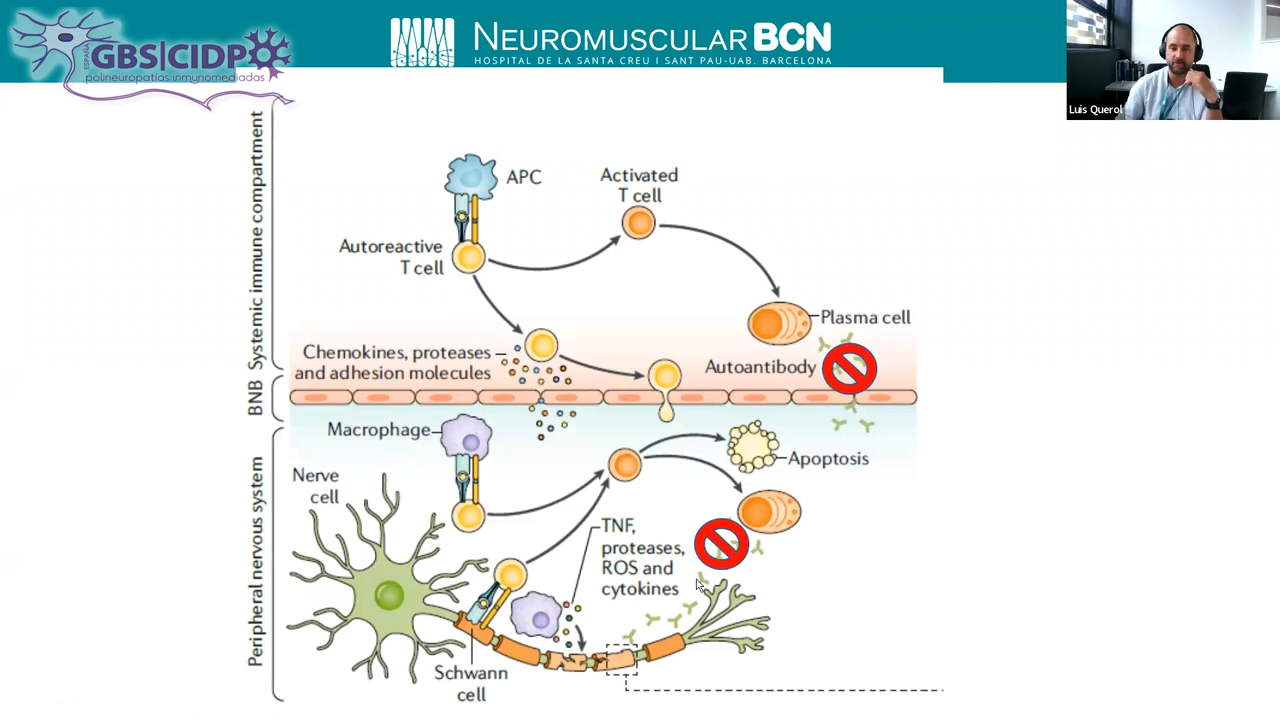 GBS|CIDP
ESPAÑA
polineuropatías inmunomediadas
NEUROMUSCULAR BCN
HOSPITAL DE LA SANTA CREU I SANT PAU-UAB. BARCELONA
Luis Querol
Systemic immune compartment
BNB
Peripheral nervous system
APC
Activated
T cell
Autoreactive
T cell
Plasma cell
Chemokines, proteases
and adhesion molecules
Autoantibody
Macrophage
Apoptosis
Nerve
cell
TNF,
proteases,
ROS and
cytokines
Schwann
cell